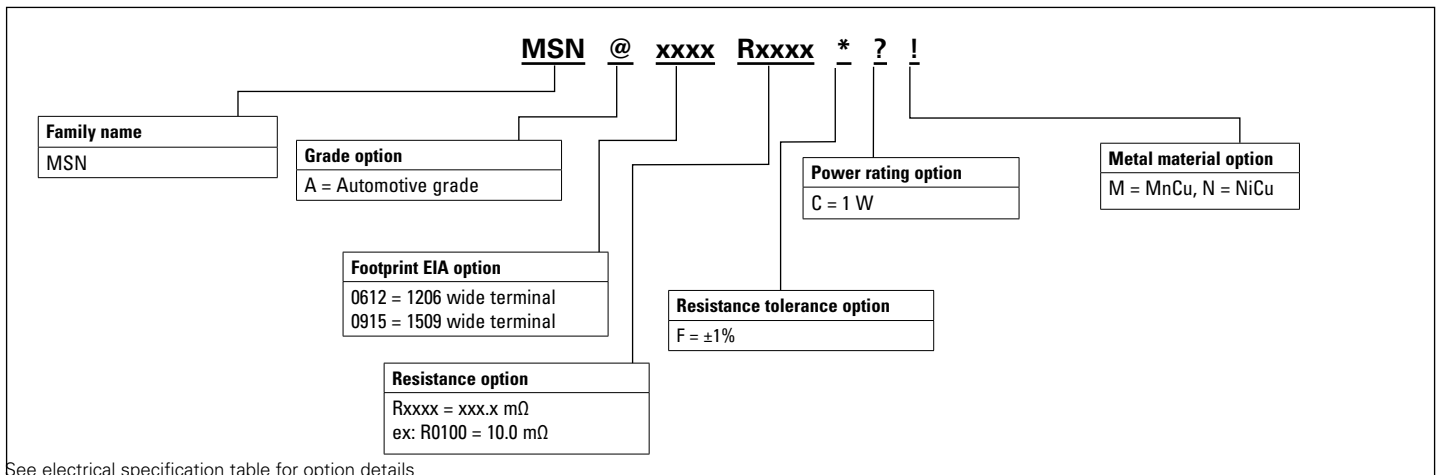 MSN @ xxxx Rxxxx * ? !
Family name
MSN
Grade option
A = Automotive grade
Footprint EIA option
0612 = 1206 wide terminal
0915 = 1509 wide terminal
Resistance option
Rxxxx = xxx.x mΩ
ex: R0100 = 10.0 mΩ
Resistance tolerance option
F = ±1%
Power rating option
C = 1 W
Metal material option
M = MnCu, N = NiCu
See electrical specification table for option details